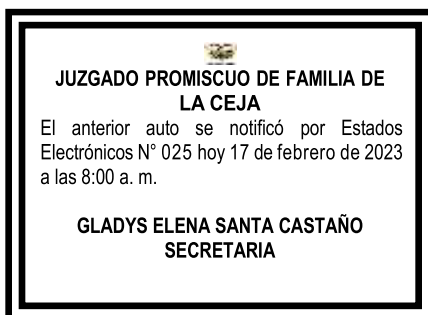 JUZGADO PROMISCUO DE FAMILIA DE
LA CEJA
El anterior auto se notificó por Estados
Electrónicos N° 025 hoy 17 de febrero de 2023
a las 8:00 a. m.
GLADYS ELENA SANTA CASTAÑO
SECRETARIA